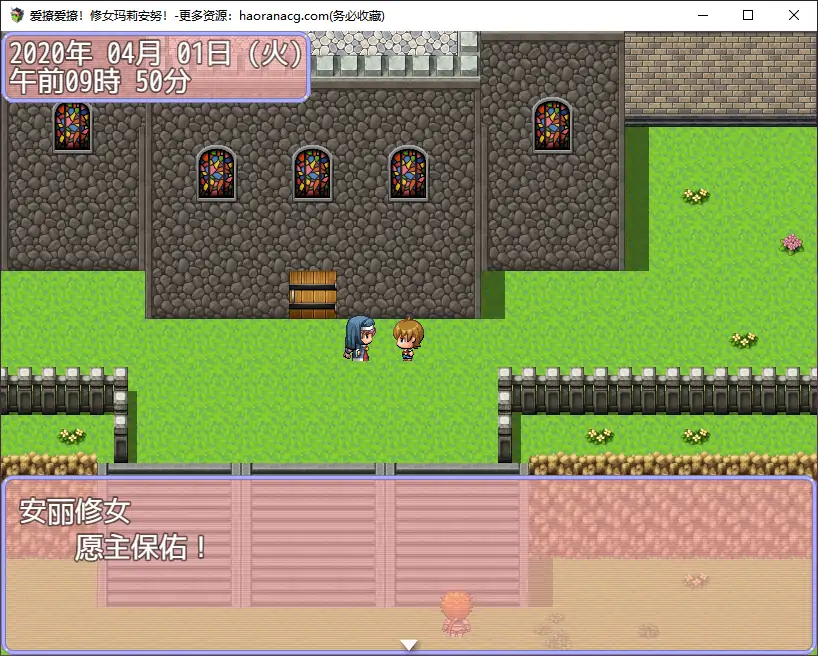 爱撩爱撩！修女玛莉安努！-更多资源：haoranacg.com(务必收藏)
2020年 04月 01日 (火)
午前09時 50分
安丽修女
愿主保佑！